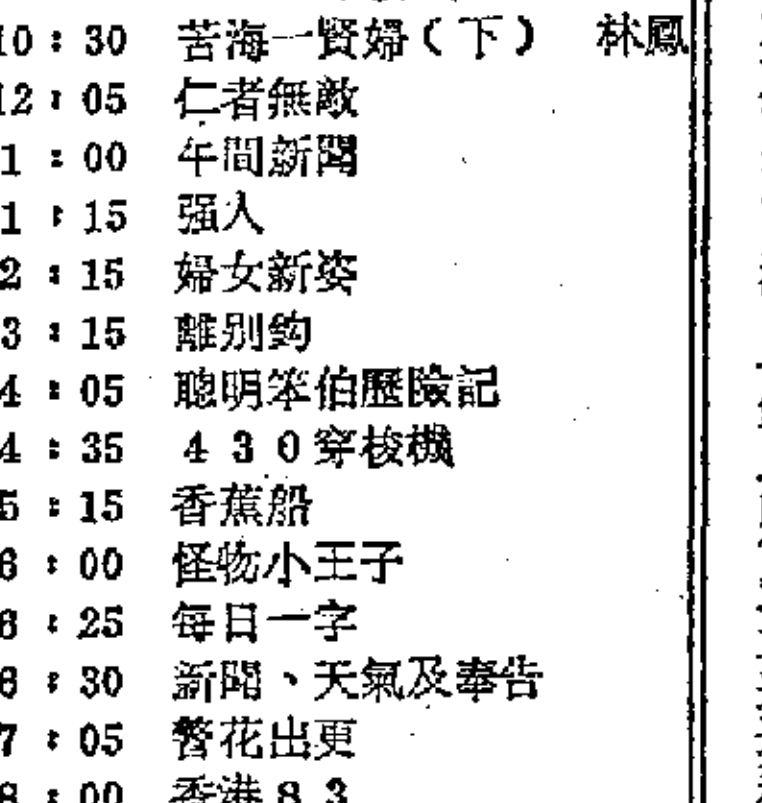 10：30 苦海一賢婦（下） 林鳳
12：05 仁者無敵
1：00 午間新聞
1：15 强人
2：15 婦女新姿
3：15 離别鈎
4：05 聰明笨伯歷險記
4：35 430穿梭機
5：15 香蕉船
6：00 怪物小王子
6：25 每日一字
6：30 新聞、天氣及奉告
7：05 警花出更
8：00 香港83